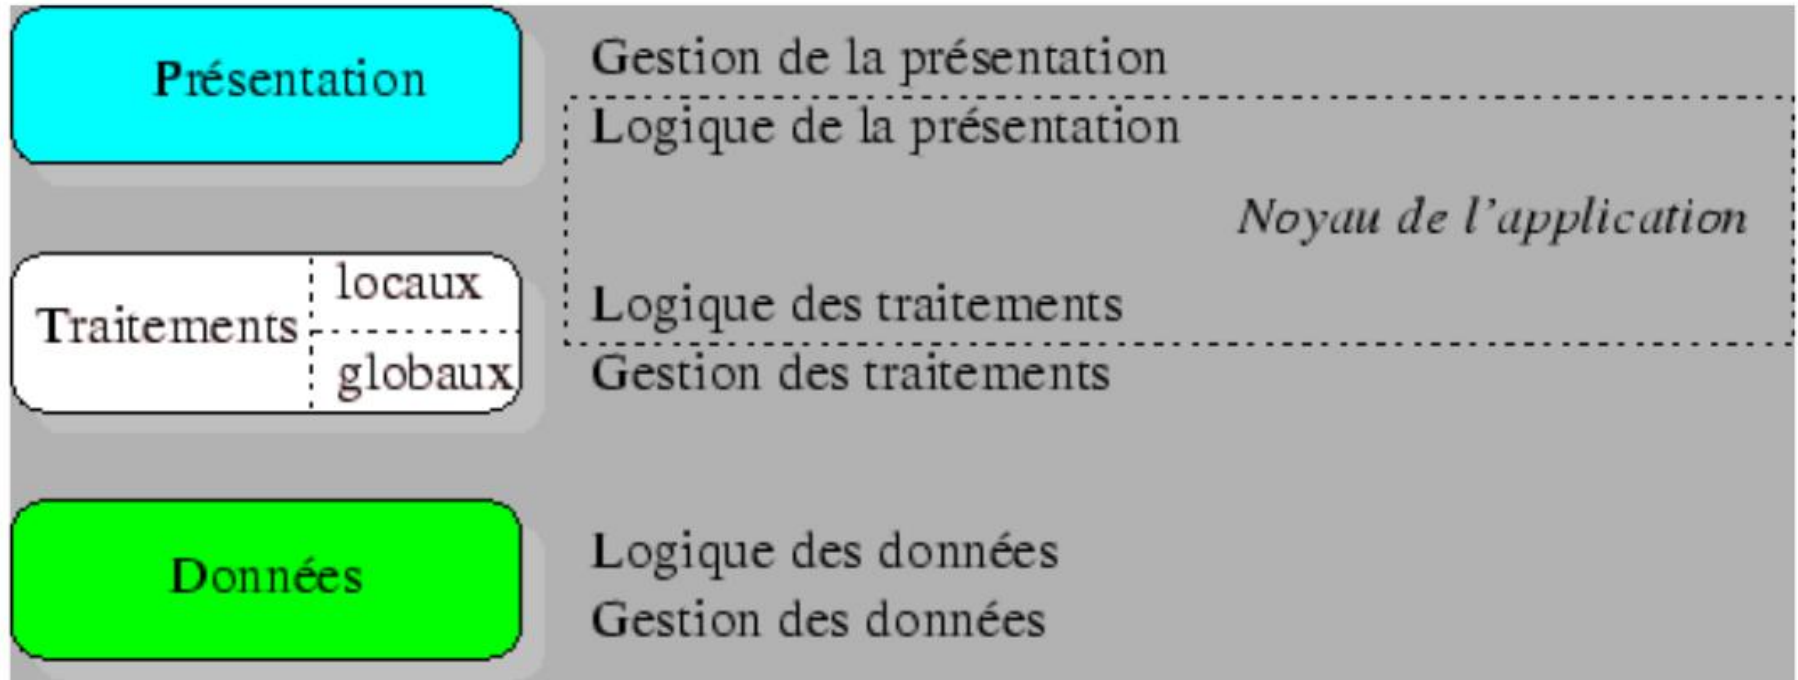 Présentation
Gestion de la présentation
Logique de la présentation
Noyau de l'application
Traitements
locaux
globaux
Logique des traitements
Gestion des traitements
Données
Logique des données
Gestion des données